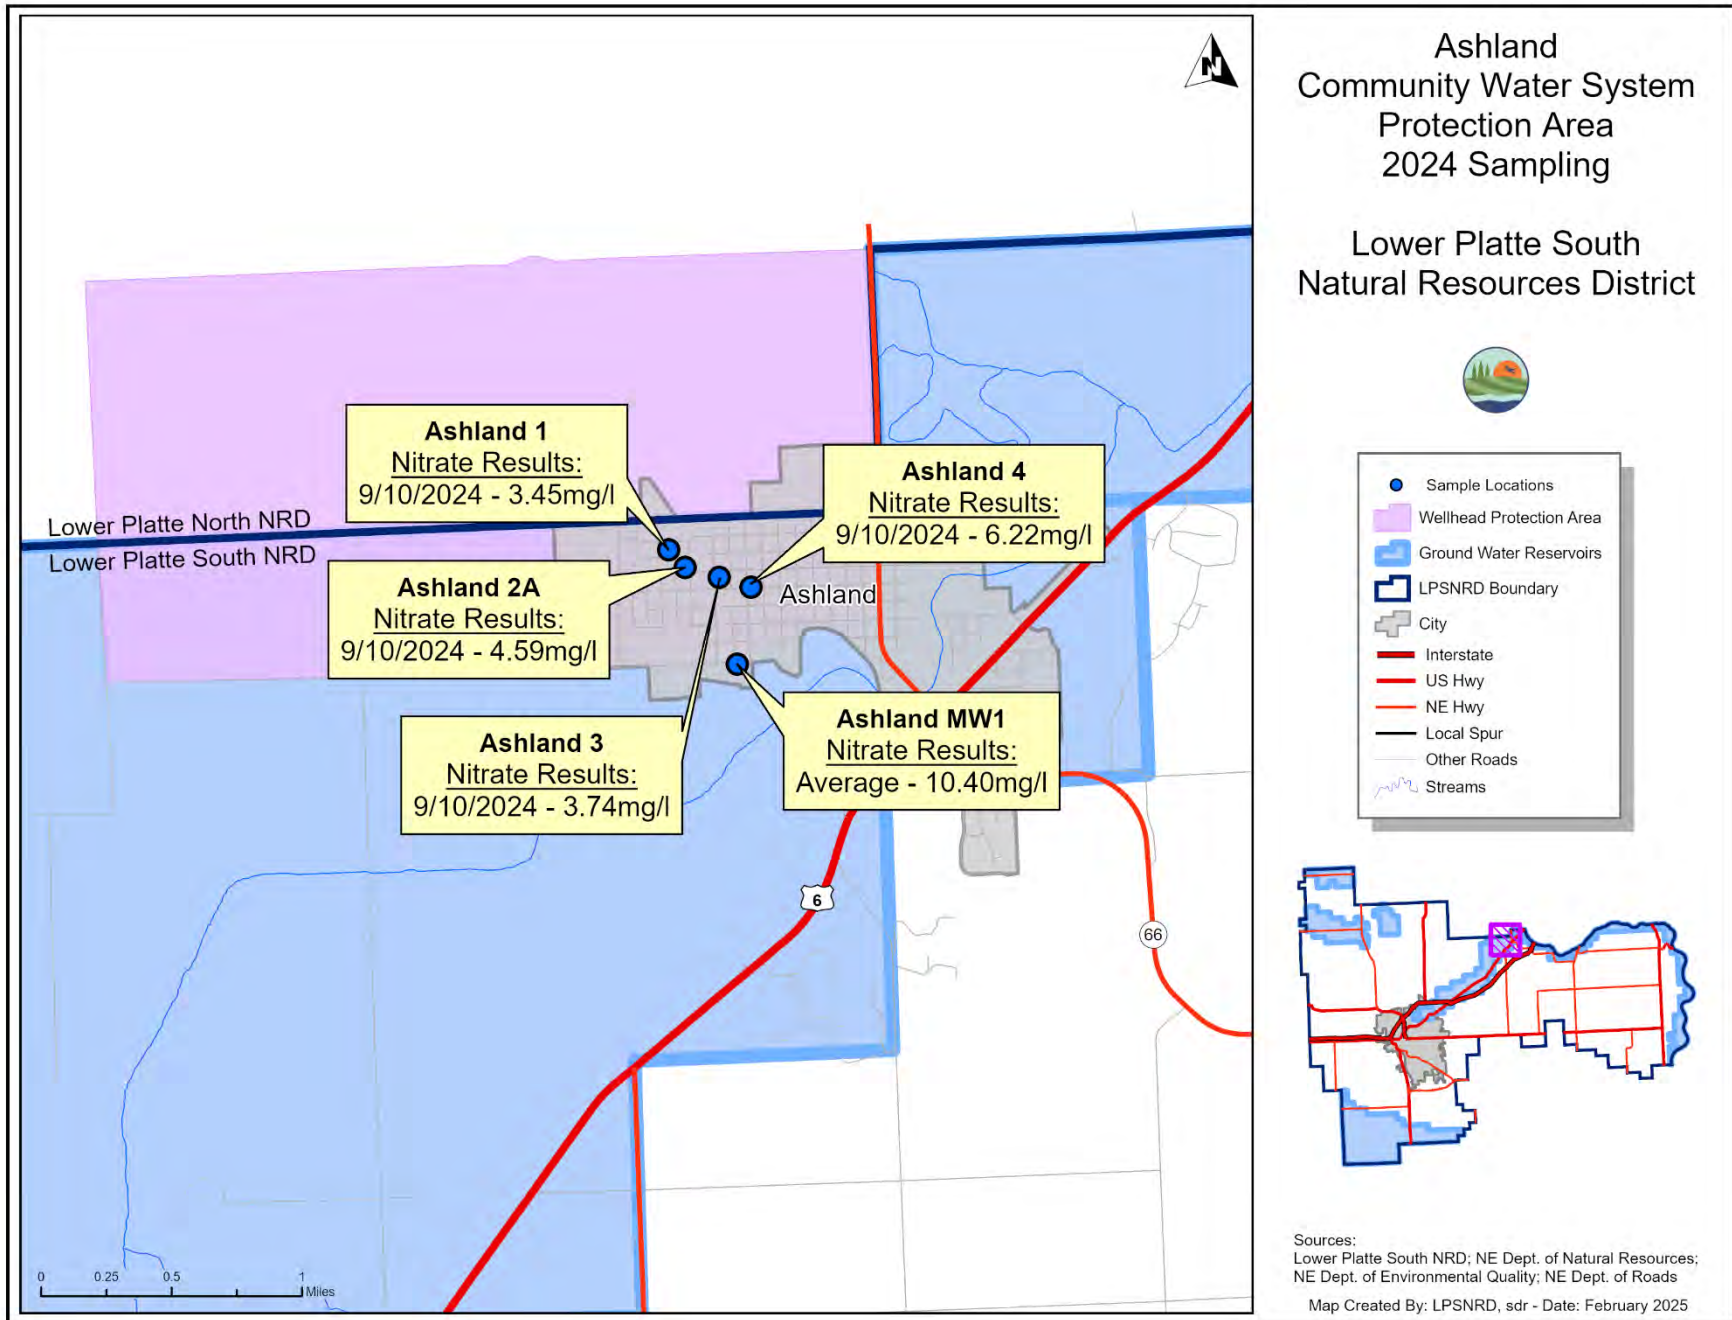 Ashland
Community Water System
Protection Area
2024 Sampling
Lower Platte South
Natural Resources District
N
Ashland 1
Nitrate Results:
9/10/2024 - 3.45mg/l
Ashland 4
Nitrate Results:
9/10/2024 - 6.22mg/l
Lower Platte North NRD
Lower Platte South NRD
Ashland 2A
Nitrate Results:
9/10/2024 - 4.59mg/l
Ashland
Ashland 3
Nitrate Results:
9/10/2024 - 3.74mg/l
Ashland MW1
Nitrate Results:
Average - 10.40mg/l
6
66
0 0.25 0.5 1
Miles
Sample Locations
Wellhead Protection Area
Ground Water Reservoirs
LPSNRD Boundary
City
Interstate
US Hwy
NE Hwy
Local Spur
Other Roads
Streams
Sources:
Lower Platte South NRD; NE Dept. of Natural Resources;
NE Dept. of Environmental Quality; NE Dept. of Roads
Map Created By: LPSNRD, sdr - Date: February 2025